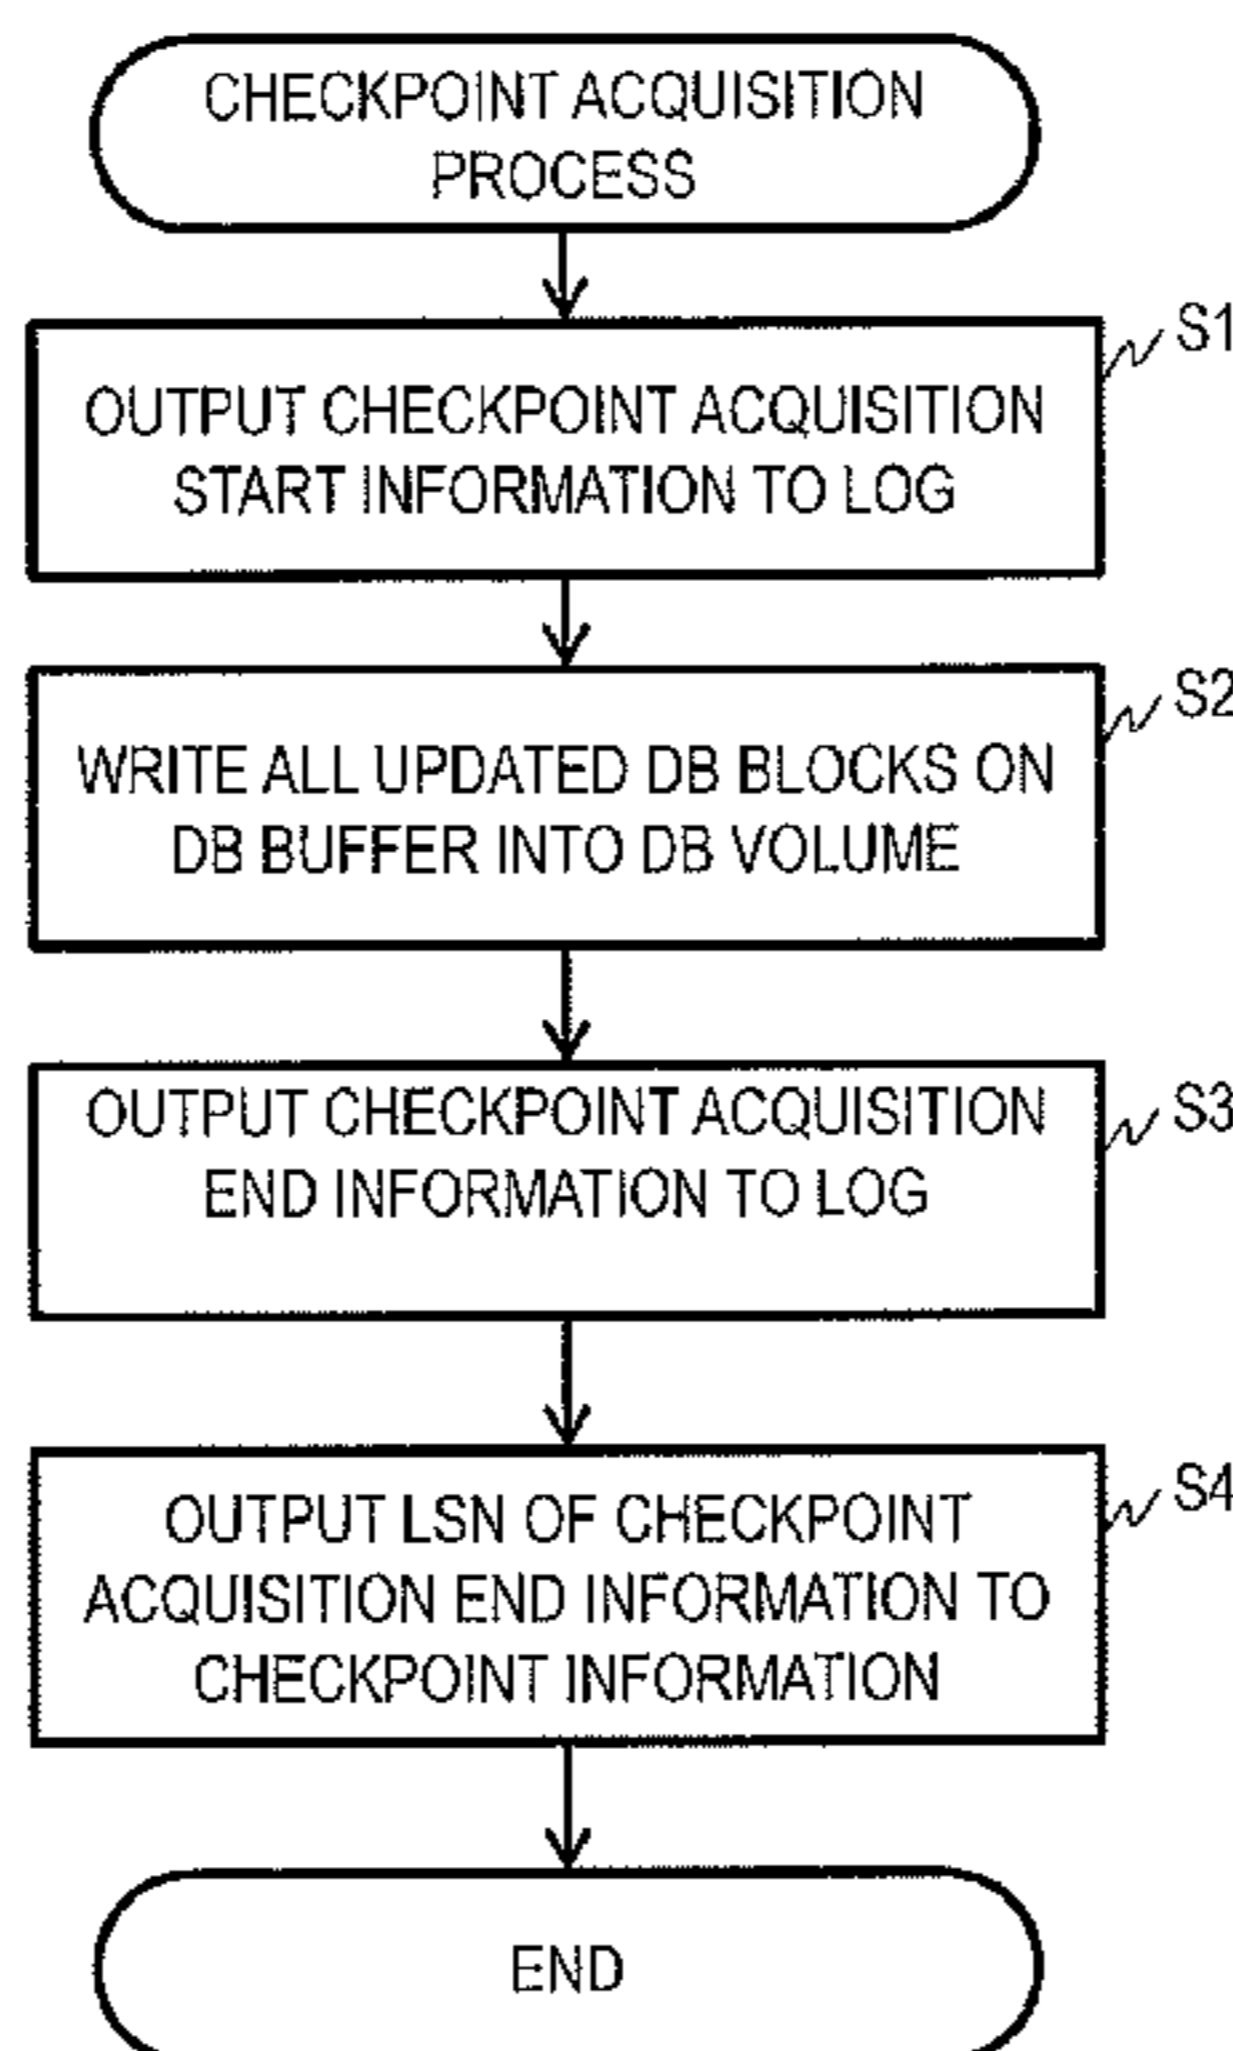 CHECKPOINT ACQUISITION
PROCESS
S1
OUTPUT CHECKPOINT ACQUISITION
START INFORMATION TO LOG
S2
WRITE ALL UPDATED DB BLOCKS ON
DB BUFFER INTO DB VOLUME
S3
OUTPUT CHECKPOINT ACQUISITION
END INFORMATION TO LOG
S4
OUTPUT LSN OF CHECKPOINT
ACQUISITION END INFORMATION TO
CHECKPOINT INFORMATION
END